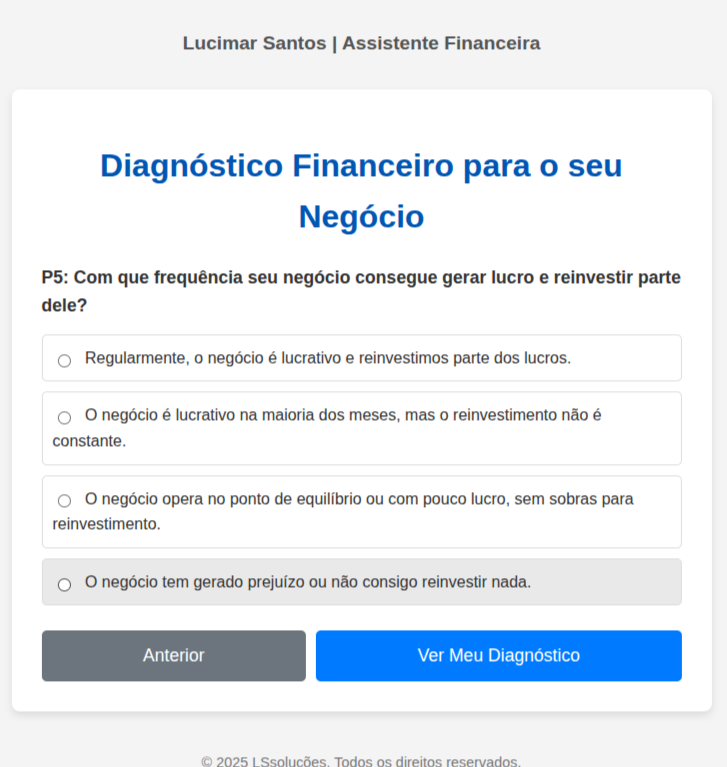 Lucimar Santos | Assistente Financeira
Diagnóstico Financeiro para o seu
Negócio
P5: Com que frequência seu negócio consegue gerar lucro e reinvestir parte
dele?
Regularmente, o negócio é lucrativo e reinvestimos parte dos lucros.
O negócio é lucrativo na maioria dos meses, mas o reinvestimento não é
constante.
O negócio opera no ponto de equilíbrio ou com pouco lucro, sem sobras para
reinvestimento.
O negócio tem gerado prejuízo ou não consigo reinvestir nada.
Anterior
Ver Meu Diagnóstico
© 2025 LSsoluções. Todos os direitos reservados.